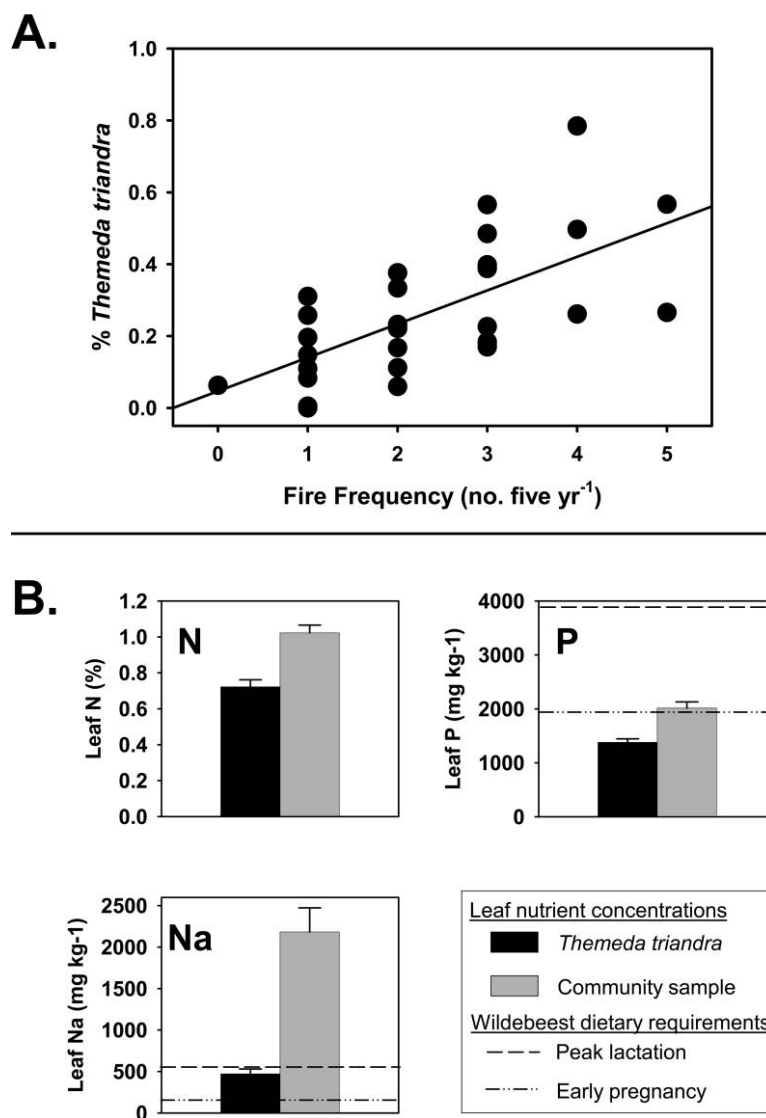 A.
1.0
0.8
0.6
0.4
0.2
0.0
% Themeda triandra
0 1 2 3 4 5
Fire Frequency (no. five yr-1)
B.
1.2
1.0
0.8
0.6
0.4
0.2
0.0
Leaf N (%)
N
4000
3000
2000
1000
0
Leaf P (mg kg-1)
P
2500
2000
1500
1000
500
0
Leaf Na (mg kg-1)
Na
Leaf nutrient concentrations
Themeda triandra
Community sample
Wildebeest dietary requirements
Peak lactation
Early pregnancy